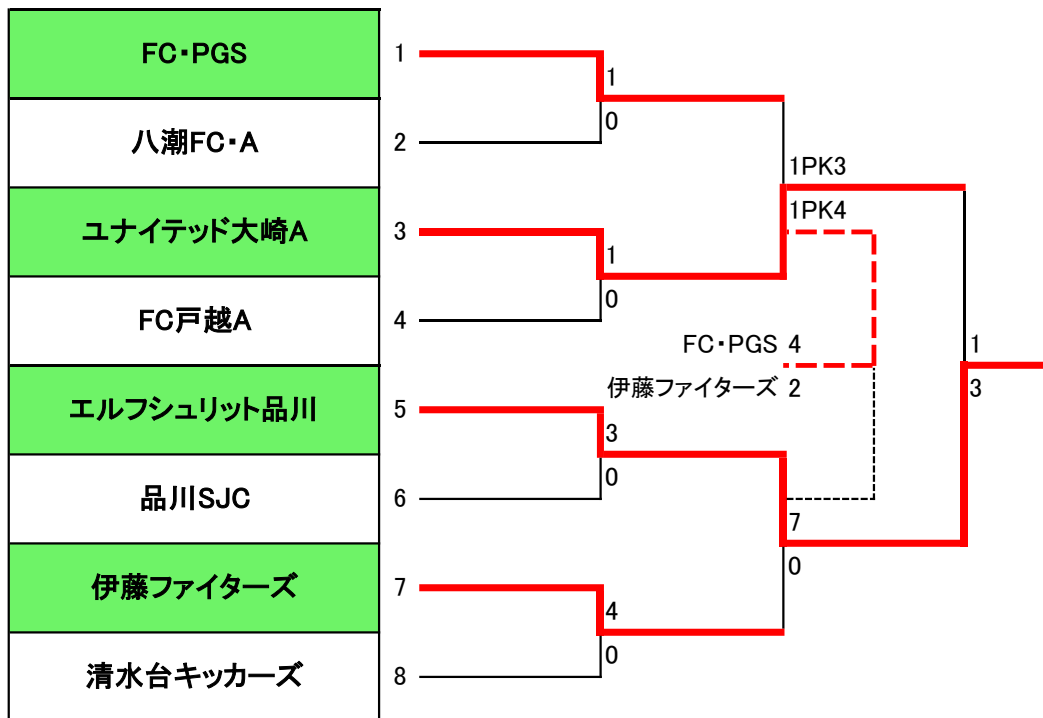 FC・PGS 1
1
0
八潮FC・A 2
1PK3
1PK4
ユナイテッド大崎A 3
1
0
FC戸越A 4
FC・PGS 4
伊藤ファイターズ 2
1
3
エルフシュリット品川 5
3
0
品川SJC 6
7
0
伊藤ファイターズ 7
4
0
清水台キッカーズ 8